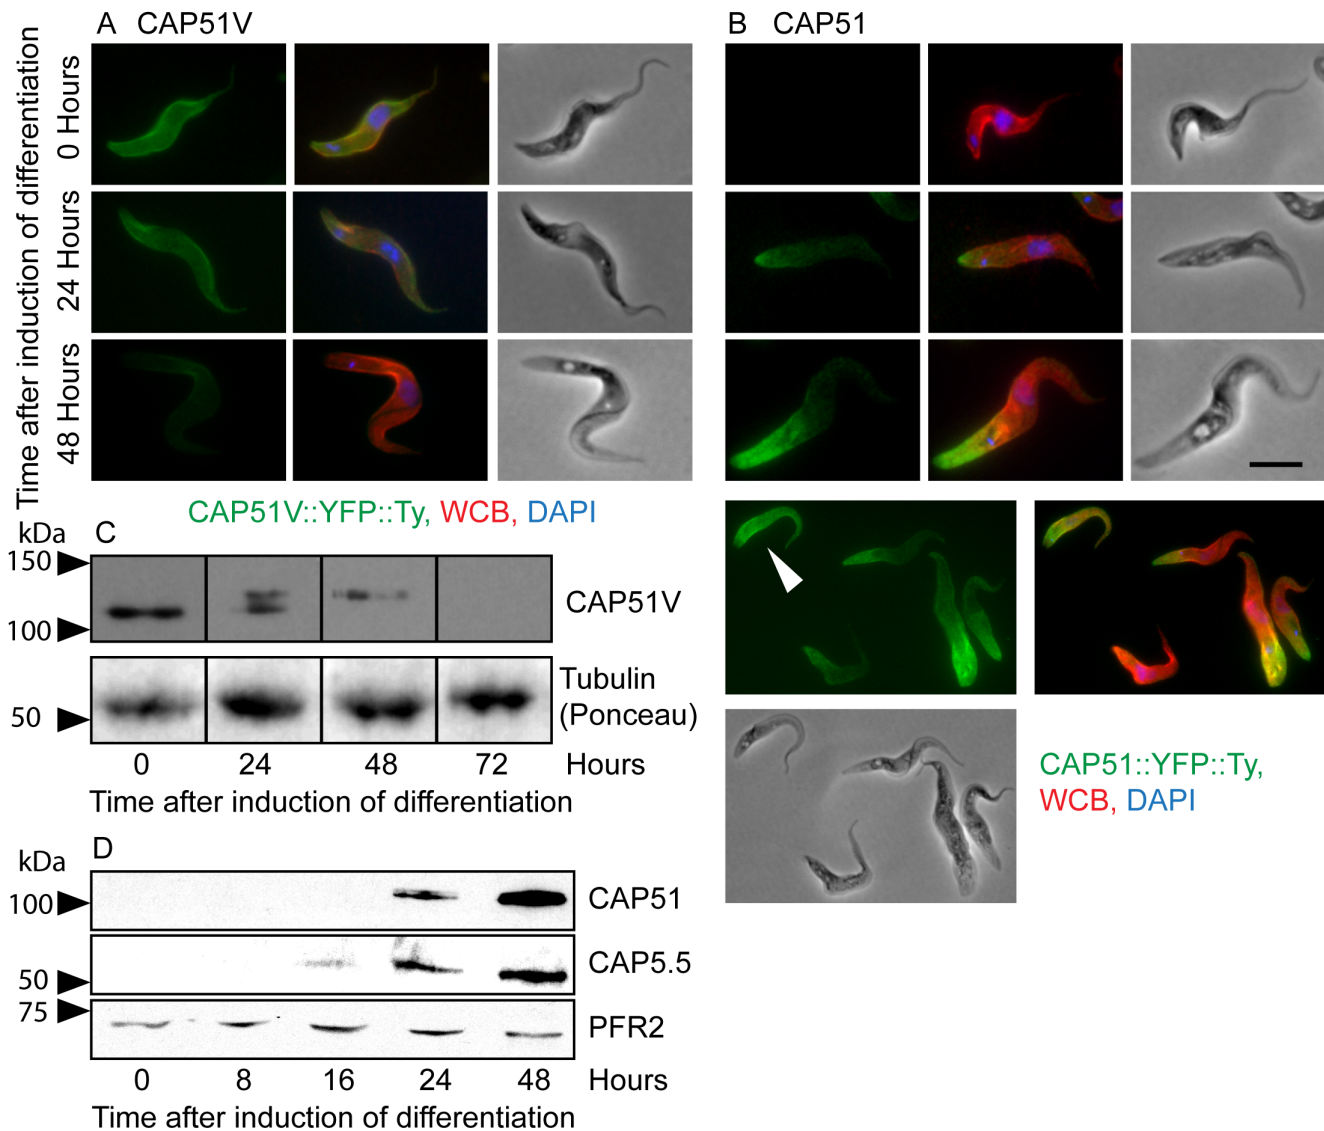 A CAP51V
B CAP51
Time after induction of differentiation
0 Hours
24 Hours
48 Hours
CAP51V::YFP::Ty, WCB, DAPI
CAP51::YFP::Ty,
WCB, DAPI
C
kDa
150
100
CAP51V
50
Tubulin
(Ponceau)
0 24 48 72 Hours
Time after induction of differentiation
D
kDa
100
CAP51
50
CAP5.5
75
PFR2
0 8 16 24 48 Hours
Time after induction of differentiation